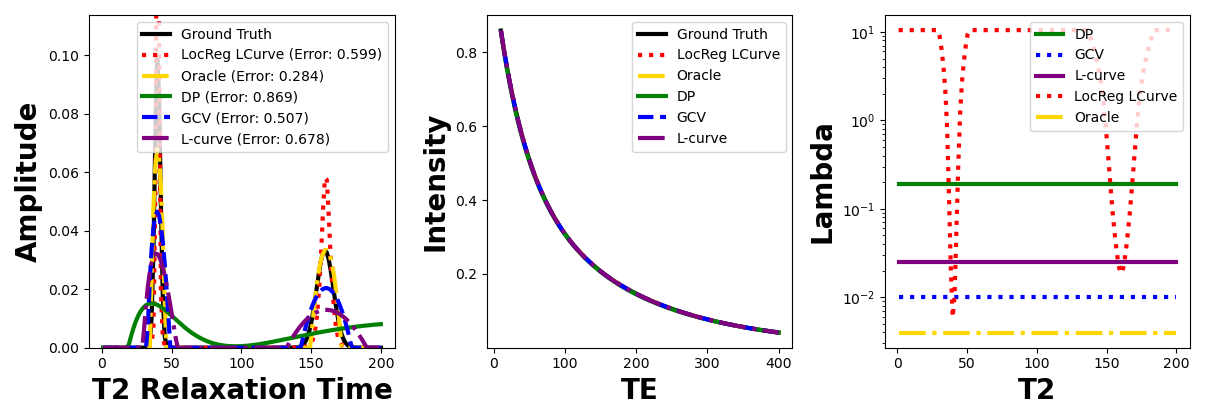 0.10
0.08
0.06
0.04
0.02
0.00
Amplitude
Ground Truth
LocReg LCurve (Error: 0.599)
Oracle (Error: 0.284)
DP (Error: 0.869)
GCV (Error: 0.507)
L-curve (Error: 0.678)
0 50 100 150 200
T2 Relaxation Time
0.8
0.6
0.4
0.2
Intensity
Ground Truth
LocReg LCurve
Oracle
DP
GCV
L-curve
0 100 200 300 400
TE
10¹
10⁰
10⁻¹
10⁻²
Lambda
DP
GCV
L-curve
LocReg LCurve
Oracle
0 50 100 150 200
T2